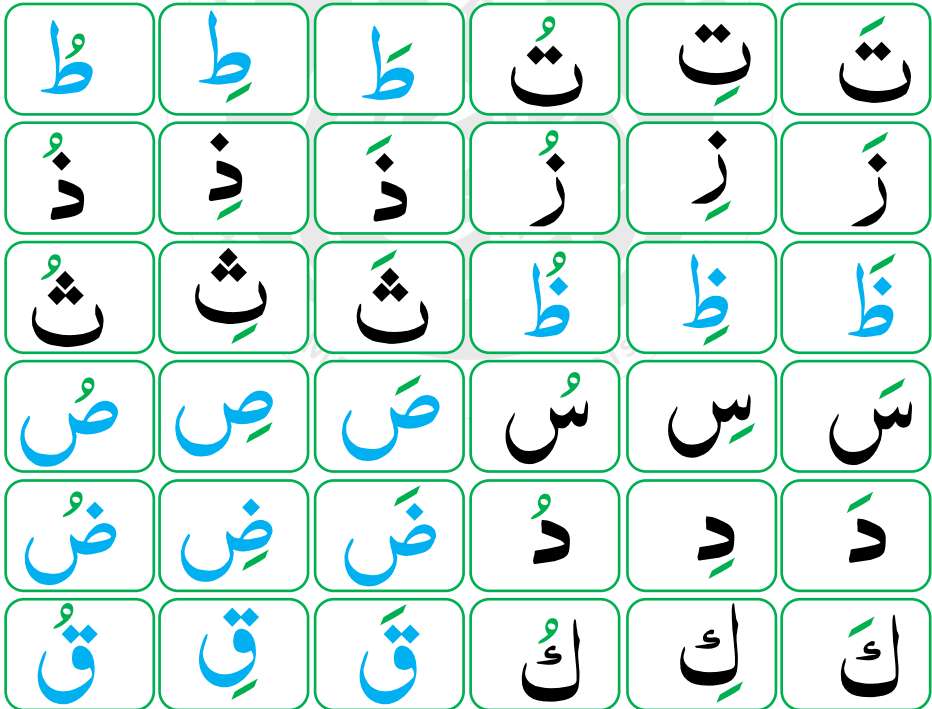 تَ تِ تُ طَ طِ طُ
زَ زِ زُ ذَ ذِ ذُ
ظَ ظِ ظُ ثَ ثِ ثُ
سَ سِ سُ صَ صِ صُ
دَ دِ دُ ضَ ضِ ضُ
كَ كِ كُ قَ قِ قُ